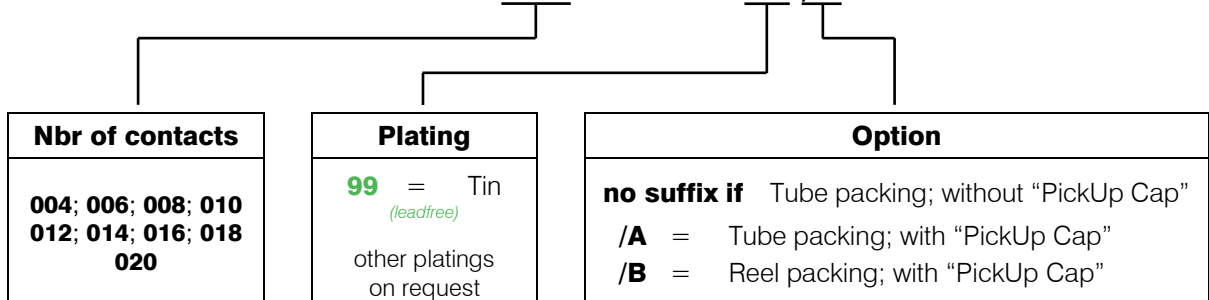 Nbr of contacts
004; 006; 008; 010
012; 014; 016; 018
020
Plating
99 = Tin
(leadfree)
other platings
on request
Option
no suffix if Tube packing; without “PickUp Cap”
/A = Tube packing; with “PickUp Cap”
/B = Reel packing; with “PickUp Cap”